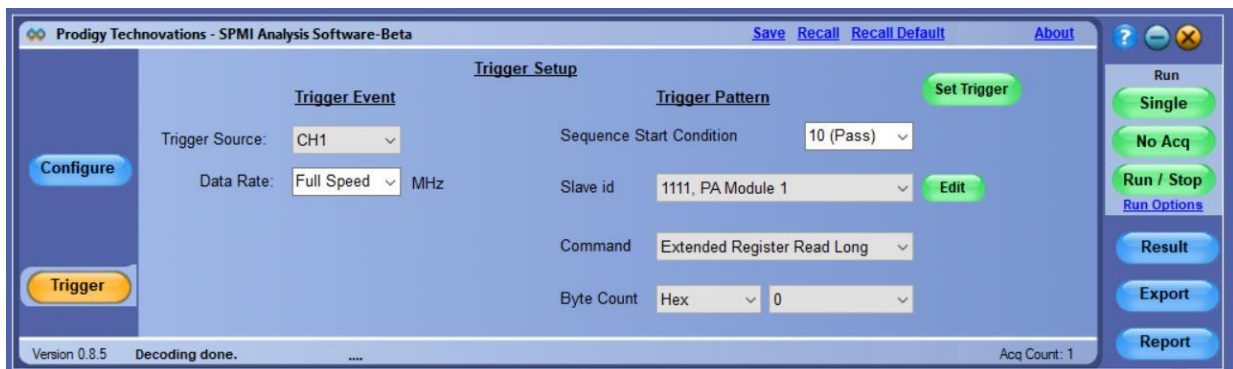 Prodigy Technovations - SPMI Analysis Software-Beta Save Recall Recall Default About
Trigger Setup
Trigger Event
Trigger Source: CH1
Data Rate: Full Speed MHz
Trigger Pattern
Set Trigger
Sequence Start Condition 10 (Pass)
Slave id 1111, PA Module 1 Edit
Command Extended Register Read Long
Byte Count Hex 0
Configure
Trigger
?
Run
Single
No Acq
Run / Stop
Run Options
Result
Export
Report
Version 0.8.5 Decoding done. .... Acq Count: 1